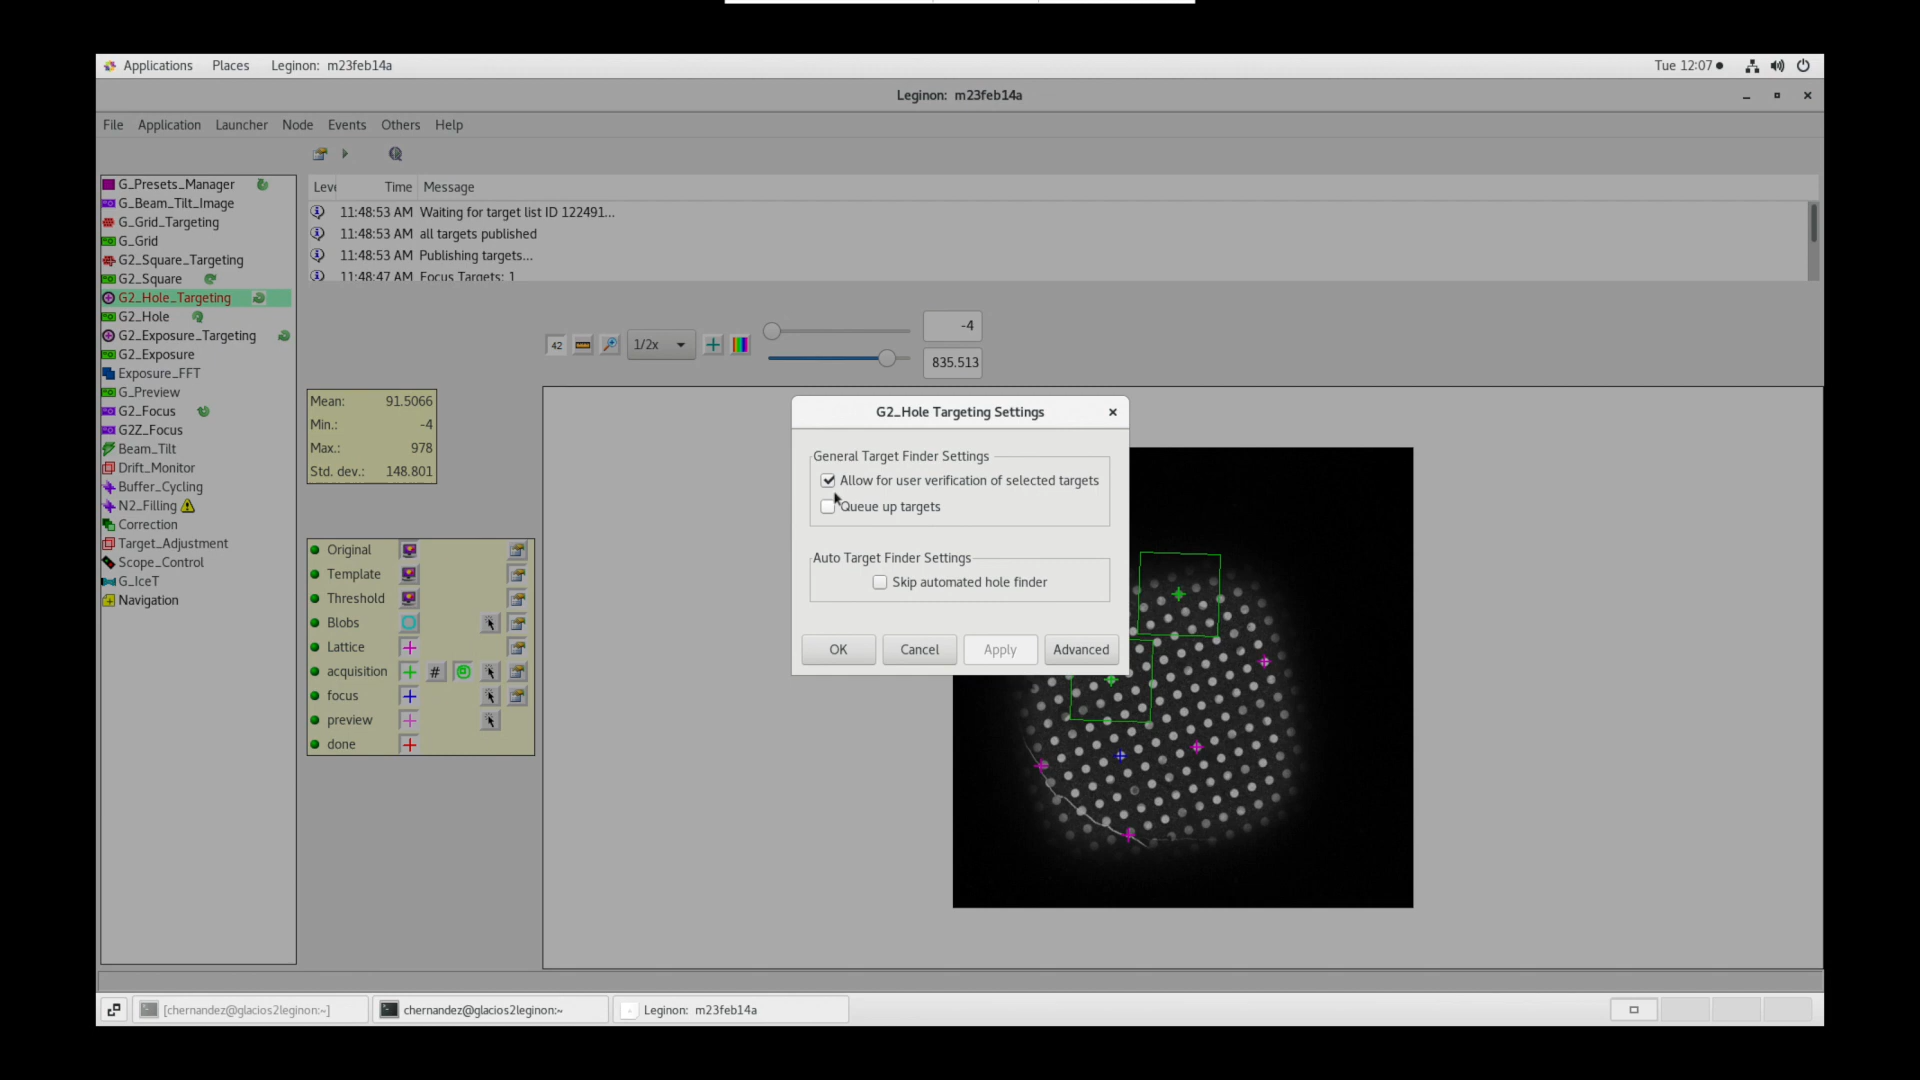 Applications Places Leginon: m23feb14a Tue 12:07
Leginon: m23feb14a
File Application Launcher Node Events Others Help
G_Presets_Manager
G_Beam_Tilt_Image
G_Grid_Targeting
G_Grid
G2_Square_Targeting
G2_Square
G2_Hole_Targeting
G2_Hole
G2_Exposure_Targeting
G2_Exposure
Exposure_FFT
G_Preview
G2_Focus
G2Z_Focus
Beam_Tilt
Drift_Monitor
Buffer_Cycling
N2_Filling
Correction
Target_Adjustment
Scope_Control
G_IceT
Navigation
Leve Time Message
11:48:53 AM Waiting for target list ID 122491...
11:48:53 AM all targets published
11:48:53 AM Publishing targets...
11:48:47 AM Focus Targets: 1
42 1/2x -4
835.513
Mean: 91.5066
Min.: -4
Max.: 978
Std. dev.: 148.801
Original
Template
Threshold
Blobs
Lattice
acquisition #
focus
preview
done
G2_Hole Targeting Settings
General Target Finder Settings
Allow for user verification of selected targets
Queue up targets
Auto Target Finder Settings
Skip automated hole finder
OK Cancel Apply Advanced
[chernandez@glacios2leginon:~] chernandez@glacios2leginon:~ Leginon: m23feb14a